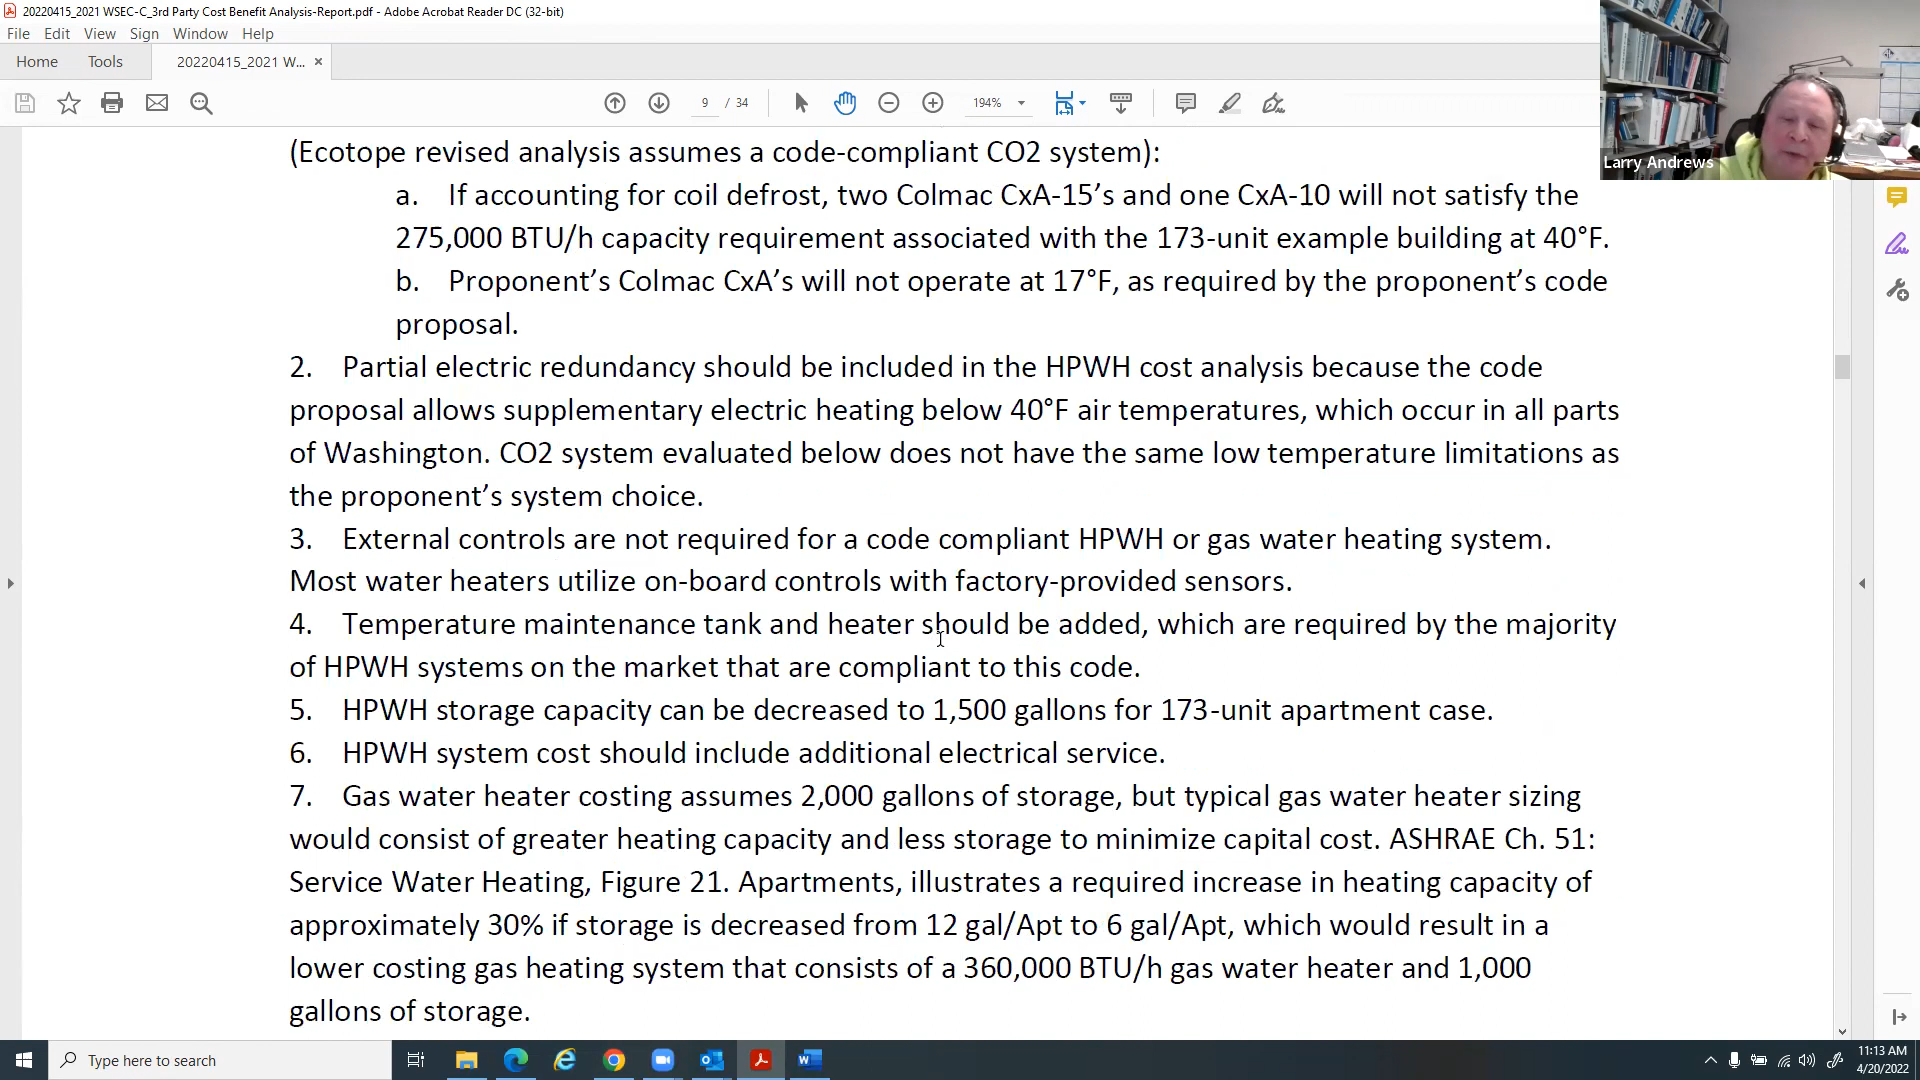 20220415_2021 WSEC-C_3rd Party Cost Benefit Analysis-Report.pdf - Adobe Acrobat Reader DC (32-bit)
File Edit View Sign Window Help
Home Tools 20220415_2021 W... ×
9 / 34 194%
Larry Andrews
(Ecotope revised analysis assumes a code-compliant CO2 system):
a. If accounting for coil defrost, two Colmac CxA-15’s and one CxA-10 will not satisfy the
275,000 BTU/h capacity requirement associated with the 173-unit example building at 40°F.
b. Proponent’s Colmac CxA’s will not operate at 17°F, as required by the proponent’s code
proposal.
2. Partial electric redundancy should be included in the HPWH cost analysis because the code
proposal allows supplementary electric heating below 40°F air temperatures, which occur in all parts
of Washington. CO2 system evaluated below does not have the same low temperature limitations as
the proponent’s system choice.
3. External controls are not required for a code compliant HPWH or gas water heating system.
Most water heaters utilize on-board controls with factory-provided sensors.
4. Temperature maintenance tank and heater should be added, which are required by the majority
of HPWH systems on the market that are compliant to this code.
5. HPWH storage capacity can be decreased to 1,500 gallons for 173-unit apartment case.
6. HPWH system cost should include additional electrical service.
7. Gas water heater costing assumes 2,000 gallons of storage, but typical gas water heater sizing
would consist of greater heating capacity and less storage to minimize capital cost. ASHRAE Ch. 51:
Service Water Heating, Figure 21. Apartments, illustrates a required increase in heating capacity of
approximately 30% if storage is decreased from 12 gal/Apt to 6 gal/Apt, which would result in a
lower costing gas heating system that consists of a 360,000 BTU/h gas water heater and 1,000
gallons of storage.
Type here to search
11:13 AM
4/20/2022